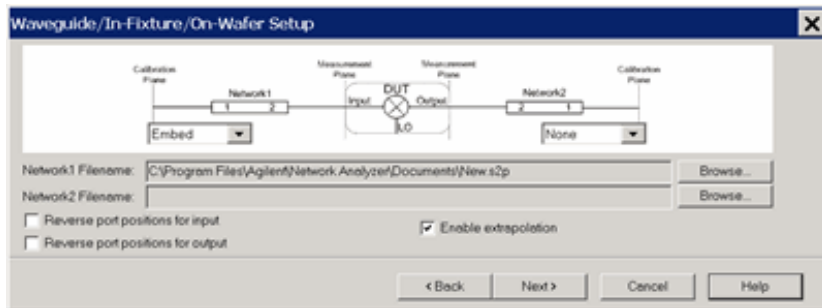 Waveguide/In-Fixture/On-Wafer Setup
Calibration Plane
Measurement Plane
Measurement Plane
Calibration Plane
Network1
1 2
Input
DUT
Output
LO
Network2
2 1
Embed
None
Network1 Filename: C:\Program Files\Agilent\Network Analyzer\Documents\New.s2p Browse...
Network2 Filename: Browse...
Reverse port positions for input
Enable extrapolation
Reverse port positions for output
< Back Next > Cancel Help